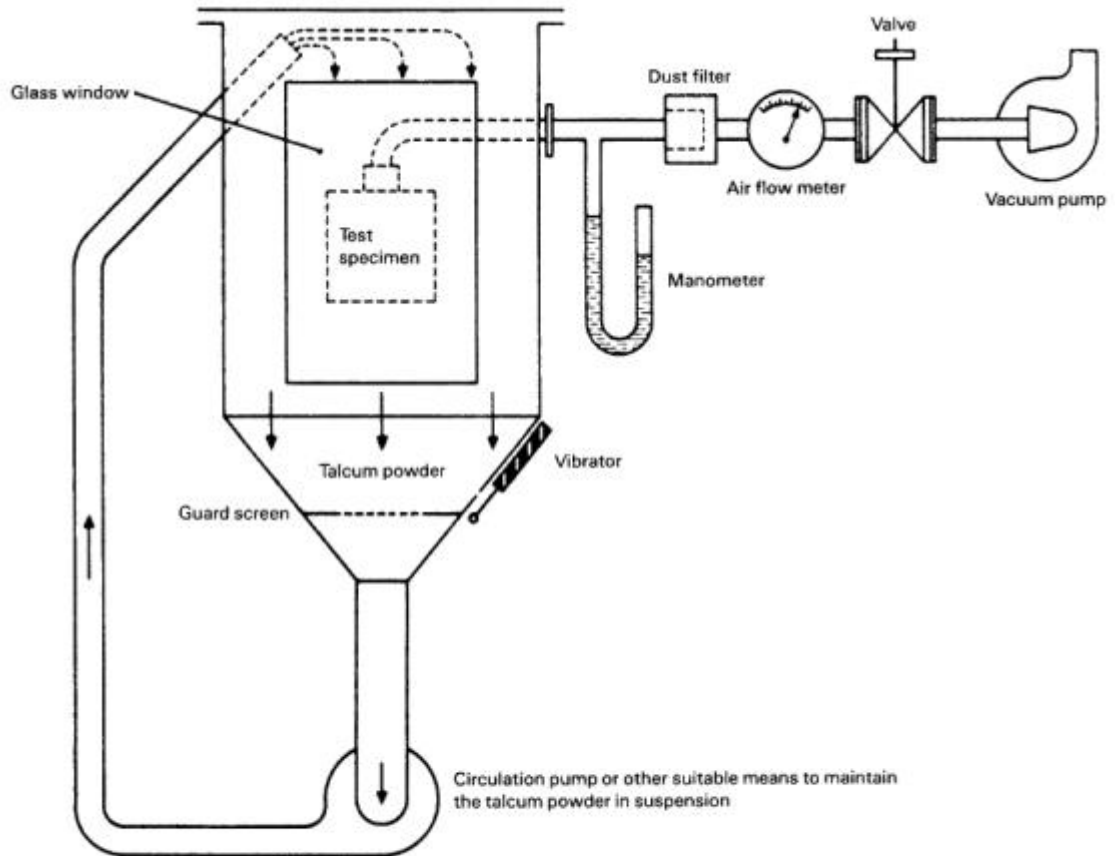 Valve
Dust filter
Glass window
Air flow meter
Vacuum pump
Test
specimen
Manometer
Vibrator
Talcum powder
Guard screen
Circulation pump or other suitable means to maintain
the talcum powder in suspension